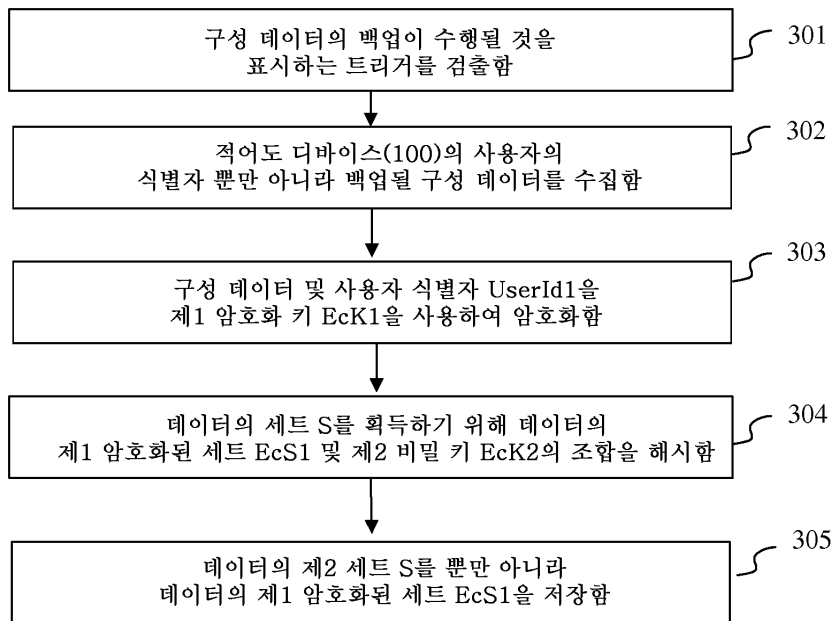 구성 데이터의 백업이 수행될 것을
표시하는 트리거를 검출함
301
적어도 디바이스(100)의 사용자의
식별자 뿐만 아니라 백업될 구성 데이터를 수집함
302
구성 데이터 및 사용자 식별자 UserId1을
제1 암호화 키 EcK1을 사용하여 암호화함
303
데이터의 세트 S를 획득하기 위해 데이터의
제1 암호화된 세트 EcS1 및 제2 비밀 키 EcK2의 조합을 해시함
304
데이터의 제2 세트 S를 뿐만 아니라
데이터의 제1 암호화된 세트 EcS1을 저장함
305